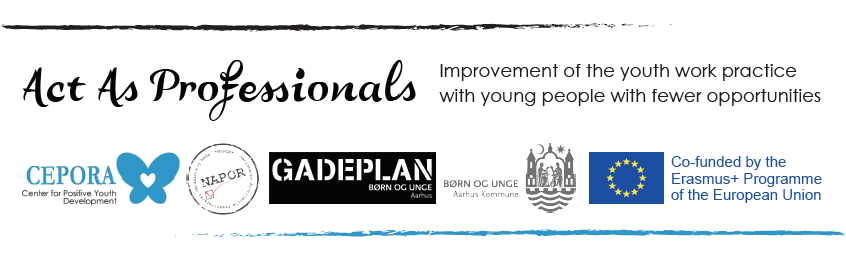 Act As Professionals
Improvement of the youth work practice
with young people with fewer opportunities
CEPORA
Center for Positive Youth
Development
NAPOR
GADEPLAN
BØRN OG UNGE
Aarhus
BØRN OG UNGE
Aarhus Kommune
Co-funded by the
Erasmus+ Programme
of the European Union